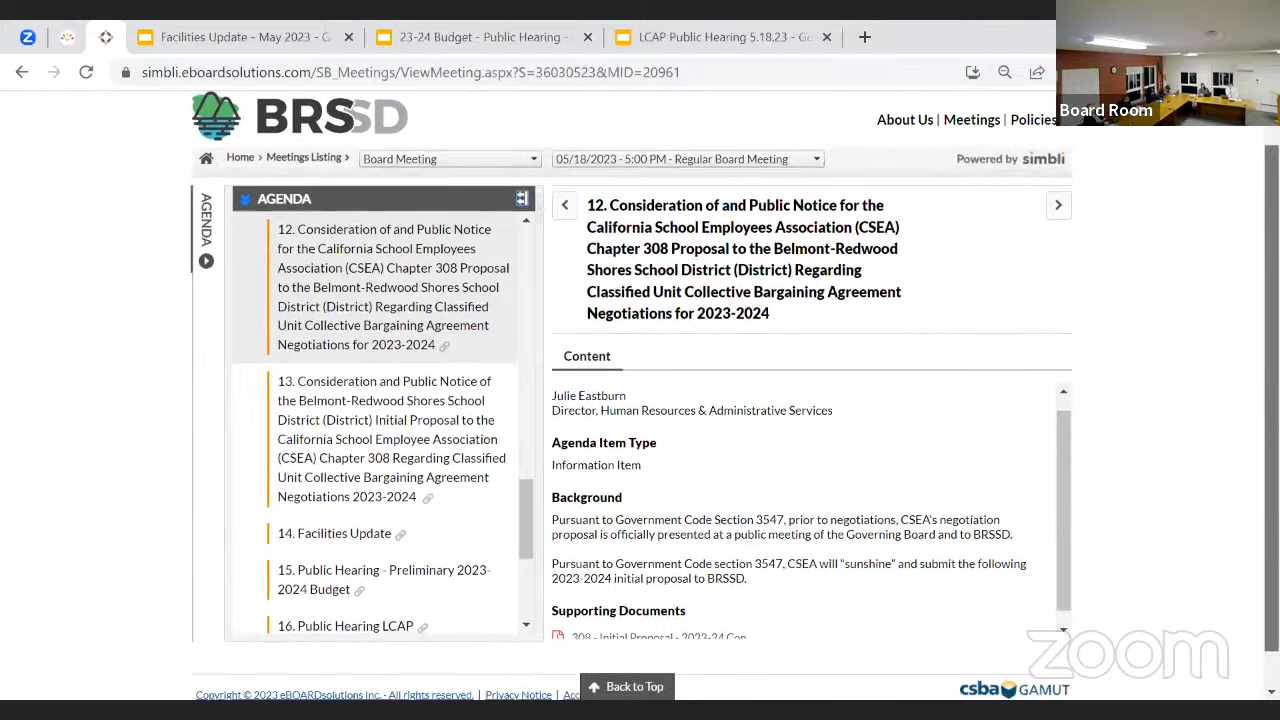 Facilities Update - May 2023 - G
23-24 Budget - Public Hearing -
LCAP Public Hearing 5.18.23 - Go
simbli.eboardsolutions.com/SB_Meetings/ViewMeeting.aspx?S=36030523&MID=20961
Board Room
BRSSD
About Us | Meetings | Policies
Home > Meetings Listing >
Board Meeting
05/18/2023 - 5:00 PM - Regular Board Meeting
Powered by simbli
AGENDA
AGENDA
12. Consideration of and Public Notice
for the California School Employees
Association (CSEA) Chapter 308 Proposal
to the Belmont-Redwood Shores School
District (District) Regarding Classified
Unit Collective Bargaining Agreement
Negotiations for 2023-2024
13. Consideration and Public Notice of
the Belmont-Redwood Shores School
District (District) Initial Proposal to the
California School Employee Association
(CSEA) Chapter 308 Regarding Classified
Unit Collective Bargaining Agreement
Negotiations 2023-2024
14. Facilities Update
15. Public Hearing - Preliminary 2023-
2024 Budget
16. Public Hearing LCAP
12. Consideration of and Public Notice for the
California School Employees Association (CSEA)
Chapter 308 Proposal to the Belmont-Redwood
Shores School District (District) Regarding
Classified Unit Collective Bargaining Agreement
Negotiations for 2023-2024
Content
Julie Eastburn
Director, Human Resources & Administrative Services
Agenda Item Type
Information Item
Background
Pursuant to Government Code Section 3547, prior to negotiations, CSEA's negotiation
proposal is officially presented at a public meeting of the Governing Board and to BRSSD.
Pursuant to Government Code section 3547, CSEA will "sunshine" and submit the following
2023-2024 initial proposal to BRSSD.
Supporting Documents
308 - Initial Proposal - 2023-24 Con
zoom
Copyright © 2023 eBOARDsolutions, Inc. - All rights reserved. | Privacy Notice | Acc
Back to Top
csba GAMUT